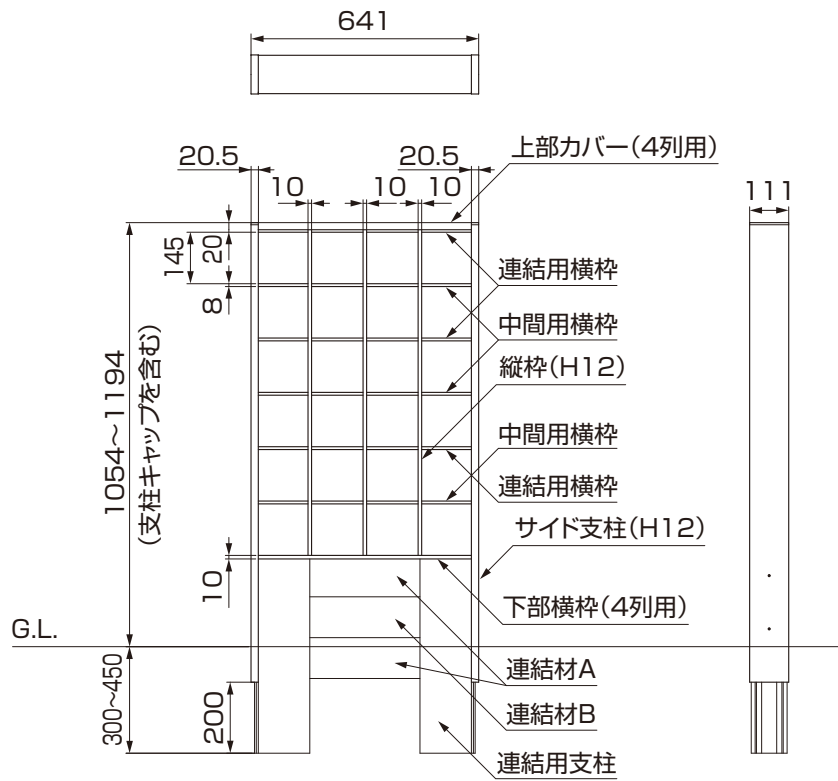 641
20.5
20.5
上部カバー(4列用)
10
10
10
111
145
20
8
連結用横枠
中間用横枠
縦枠(H12)
1054~1194
(支柱キャップを含む)
中間用横枠
連結用横枠
サイド支柱(H12)
10
下部横枠(4列用)
G.L.
300~450
200
連結材A
連結材B
連結用支柱